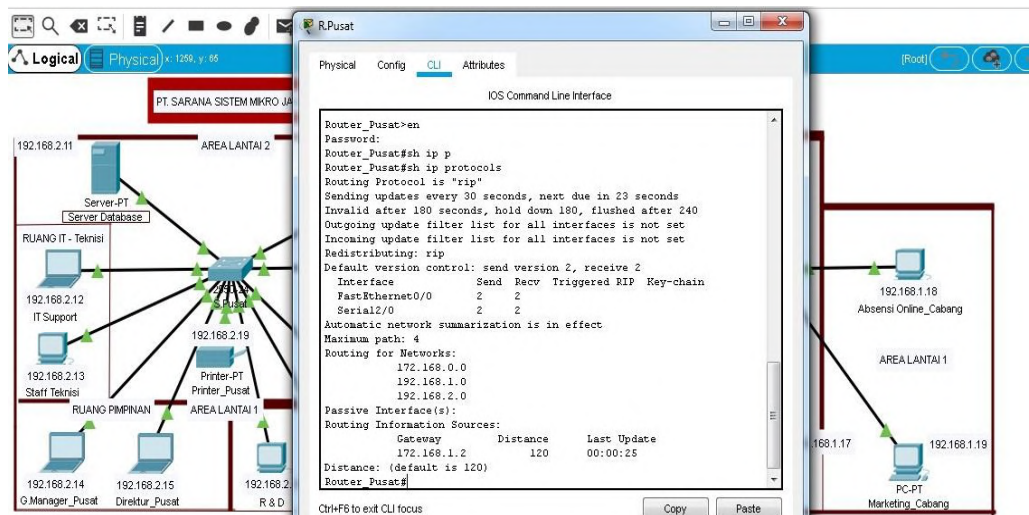 R.Pusat
Logical
Physical
x: 1259, y: 65
[Root]
Physical Config CLI Attributes
IOS Command Line Interface
Router_Pusat>en
Password:
Router_Pusat#sh ip p
Router_Pusat#sh ip protocols
Routing Protocol is "rip"
Sending updates every 30 seconds, next due in 23 seconds
Invalid after 180 seconds, hold down 180, flushed after 240
Outgoing update filter list for all interfaces is not set
Incoming update filter list for all interfaces is not set
Redistributing: rip
Default version control: send version 2, receive 2
Interface Send Recv Triggered RIP Key-chain
FastEthernet0/0 2 2
Serial2/0 2 2
Automatic network summarization is in effect
Maximum path: 4
Routing for Networks:
172.168.0.0
192.168.1.0
192.168.2.0
Passive Interface(s):
Routing Information Sources:
Gateway Distance Last Update
172.168.1.2 120 00:00:25
Distance: (default is 120)
Router_Pusat#
Ctrl+F6 to exit CLI focus
Copy
Paste
PT. SARANA SISTEM MIKRO JA
192.168.2.11
AREA LANTAI 2
Server-PT
Server Database
RUANG IT - Teknisi
192.168.2.12
IT Support
S.Pusat
192.168.2.19
Printer-PT
Printer_Pusat
192.168.2.13
Staff Teknisi
RUANG PIMPINAN
AREA LANTAI 1
192.168.2.14
G.Manager_Pusat
192.168.2.15
Direktur_Pusat
192.168.2.
R & D
192.168.1.18
Absensi Online_Cabang
AREA LANTAI 1
.168.1.17
192.168.1.19
PC-PT
Marketing_Cabang